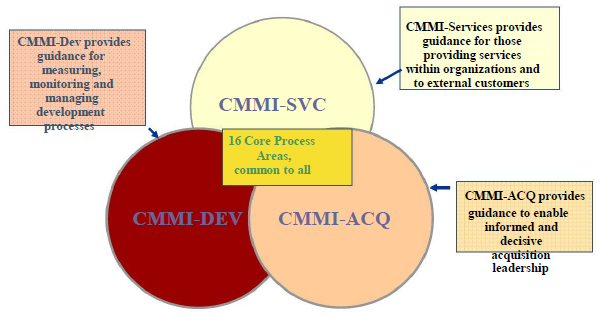 CMMI-Dev provides
guidance for
measuring,
monitoring and
managing
development
processes
CMMI-Services provides
guidance for those
providing services
within organizations and
to external customers
CMMI-SVC
16 Core Process
Areas,
common to all
CMMI-DEV
CMMI-ACQ
CMMI-ACQ provides
guidance to enable
informed and
decisive
acquisition
leadership